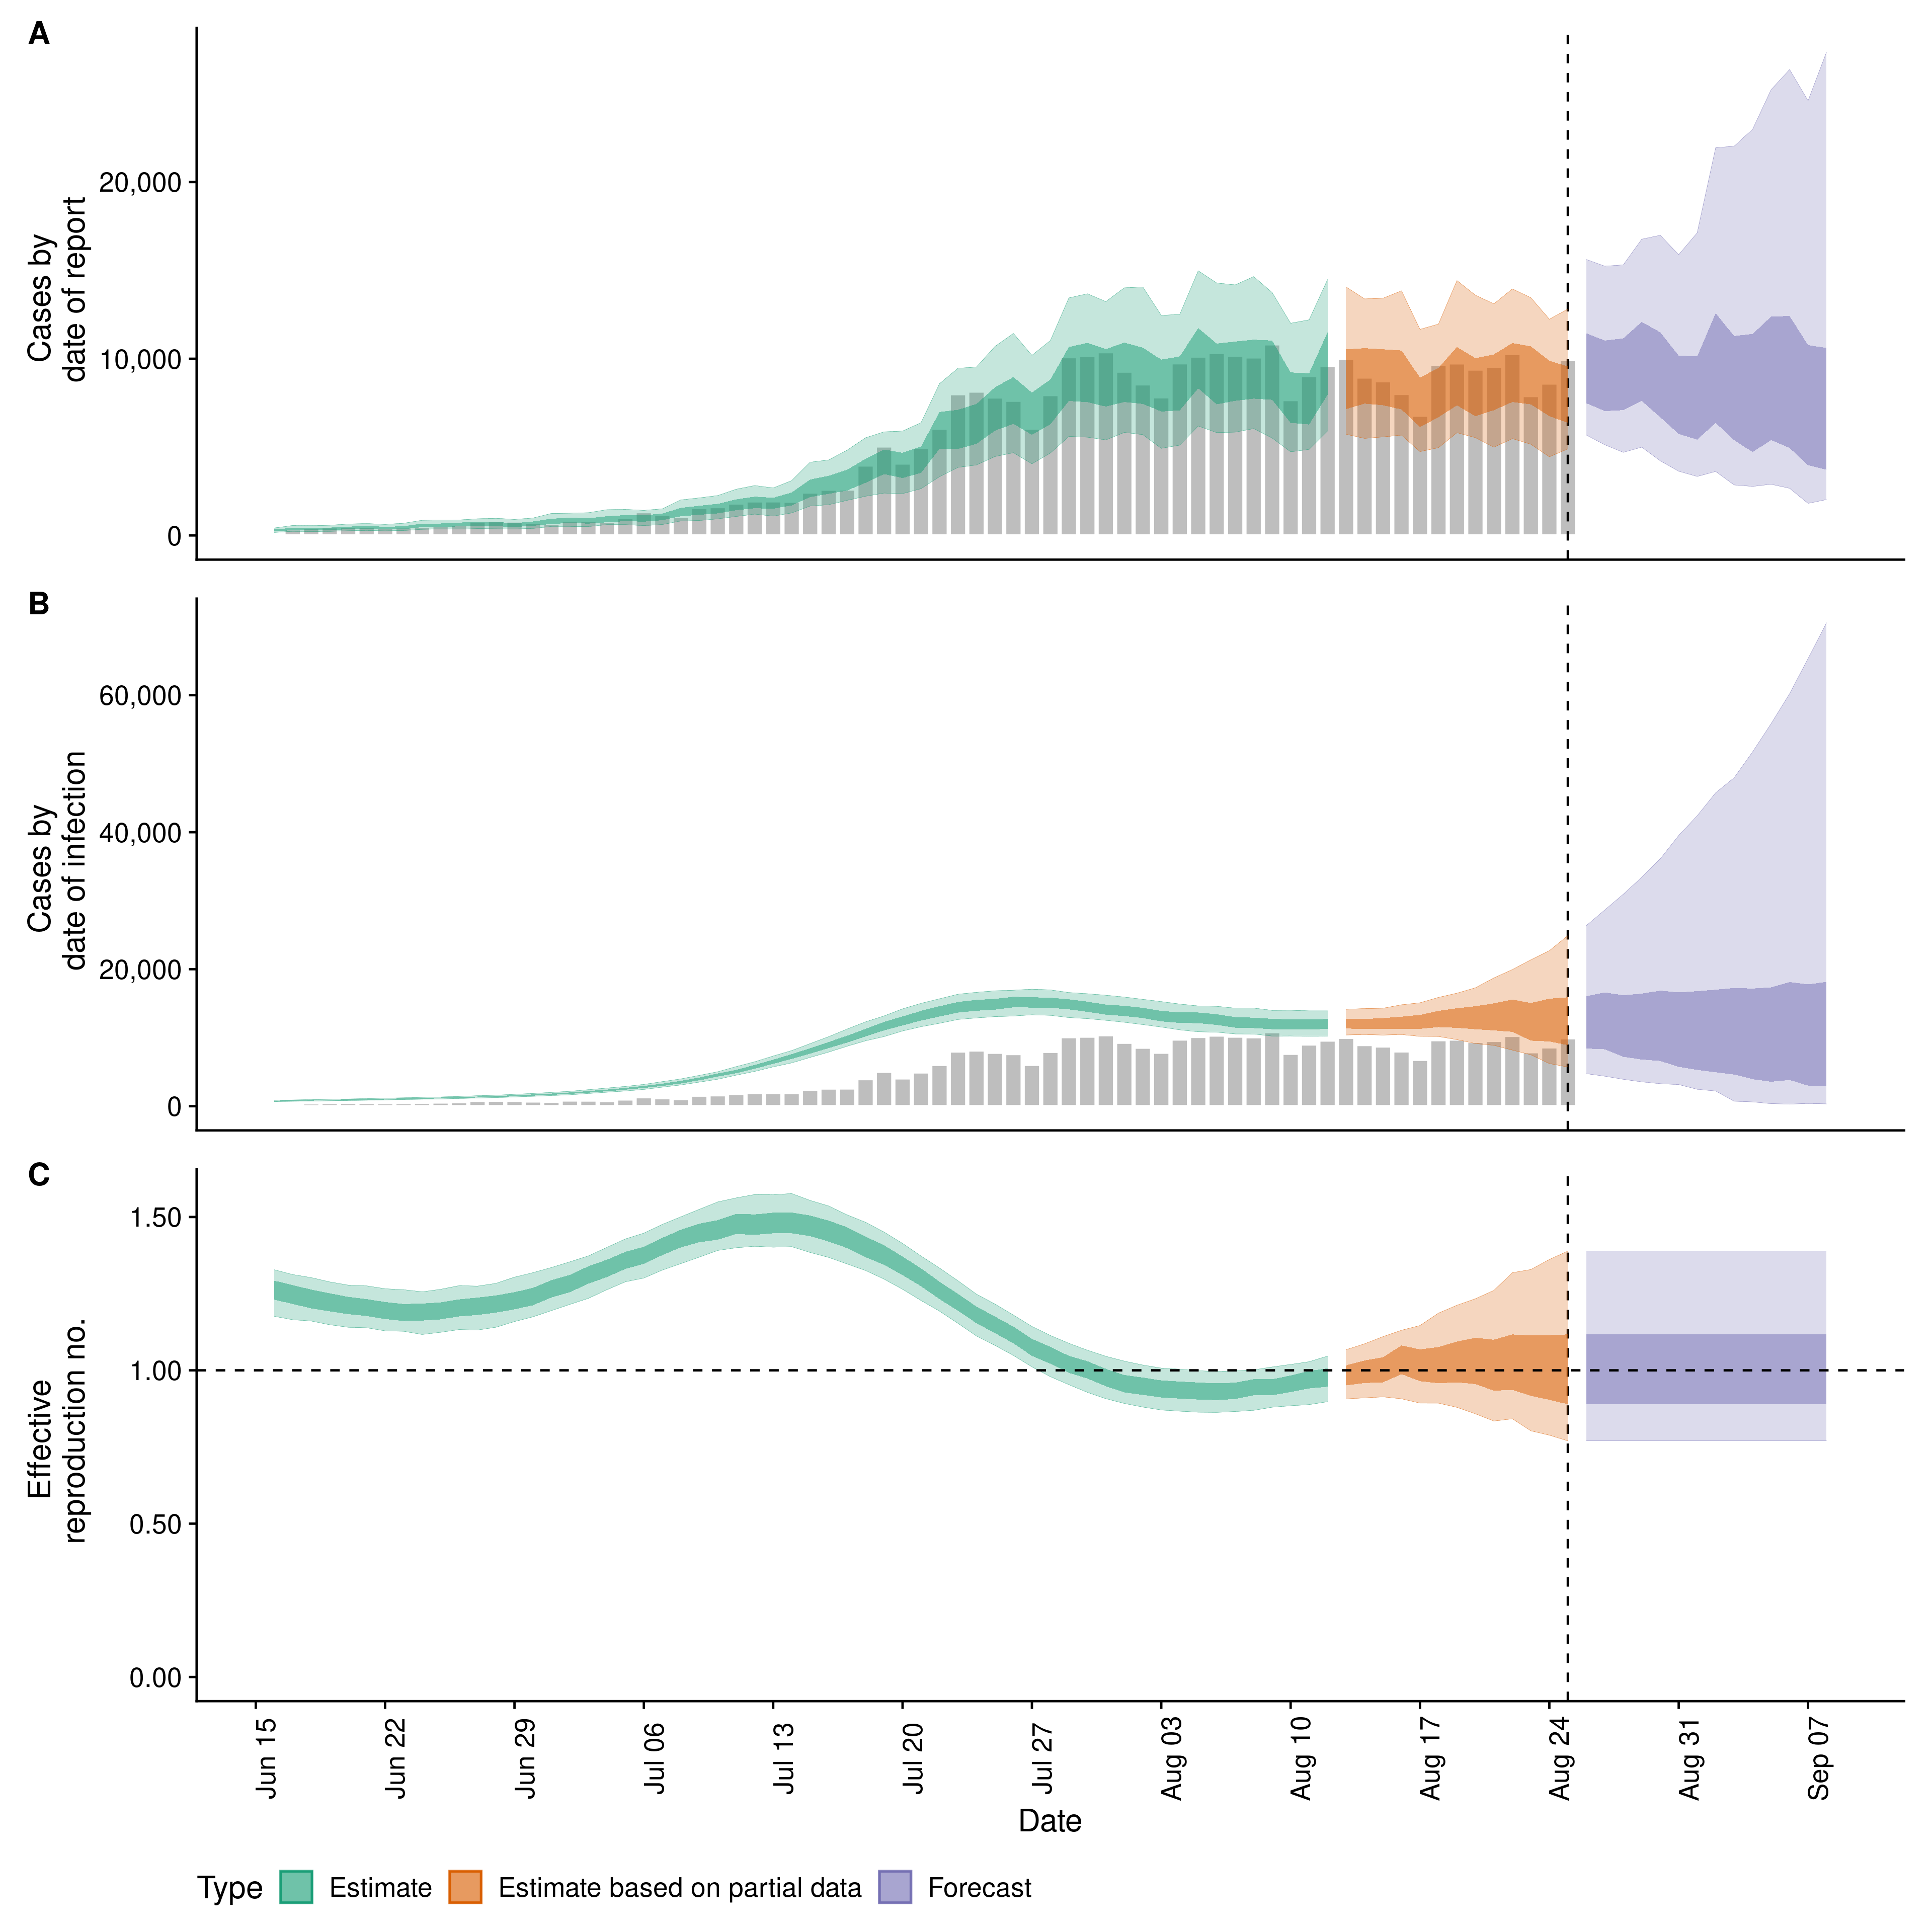 A
Cases by
date of report
20,000
10,000
0
B
Cases by
date of infection
60,000
40,000
20,000
0
C
Effective
reproduction no.
1.50
1.00
0.50
0.00
Jun 15
Jun 22
Jun 29
Jul 06
Jul 13
Jul 20
Jul 27
Aug 03
Aug 10
Aug 17
Aug 24
Aug 31
Sep 07
Date
Type Estimate Estimate based on partial data Forecast